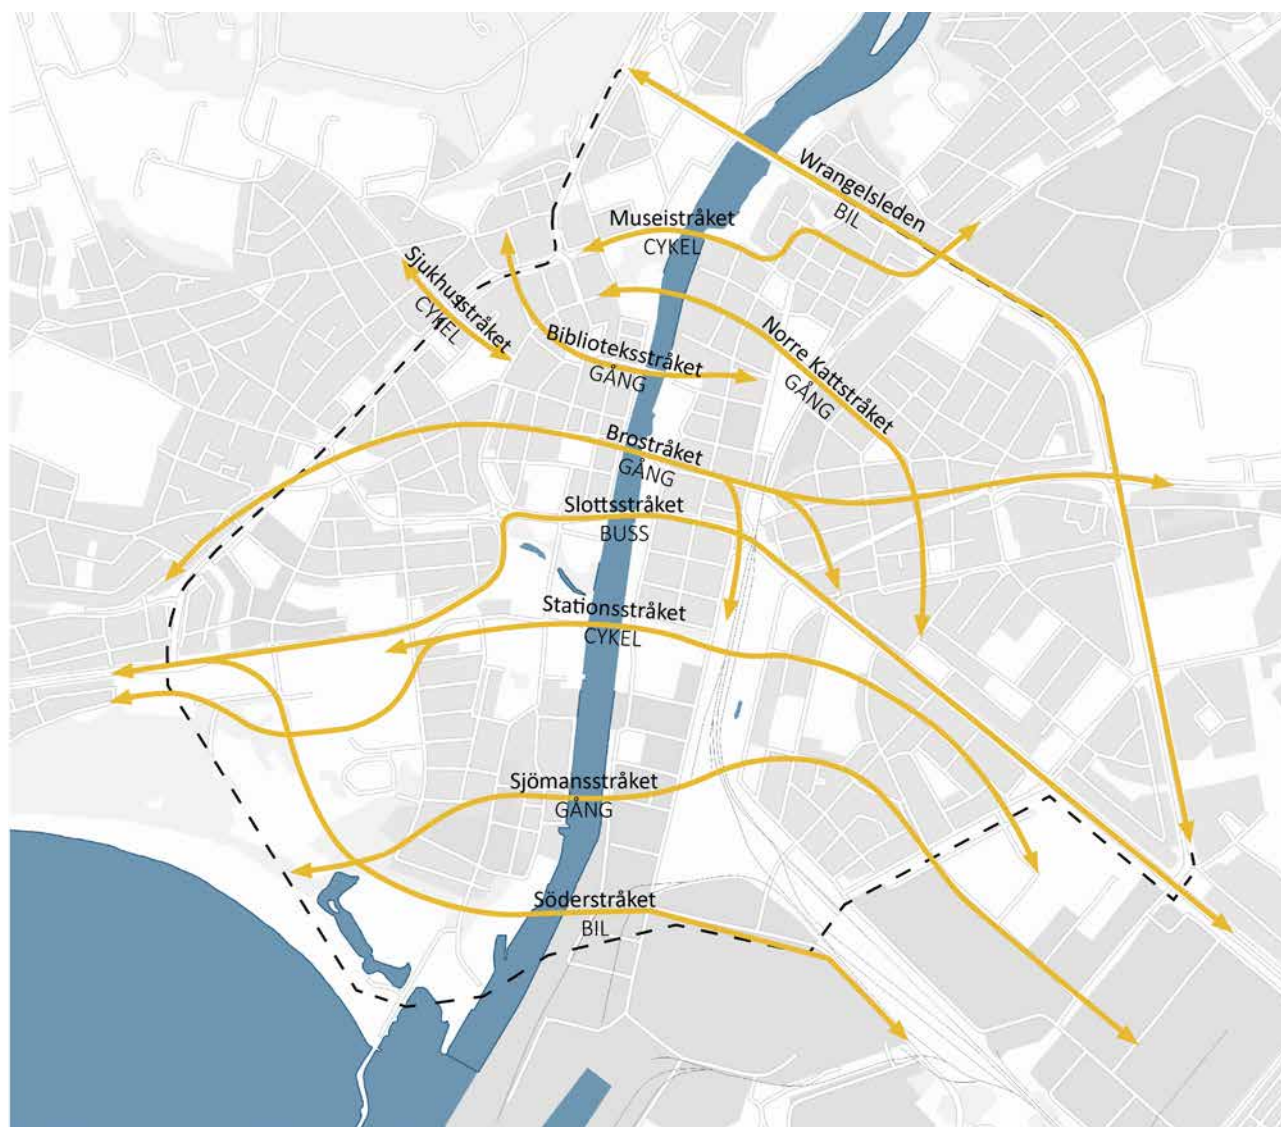 Wrangelsleden
BIL
Museistråket
CYKEL
Sjukhusstråket
CYKEL
Norre Kattstråket
GÅNG
Biblioteksstråket
GÅNG
Brostråket
GÅNG
Slottsstråket
BUSS
Stationsstråket
CYKEL
Sjömansstråket
GÅNG
Söderstråket
BIL